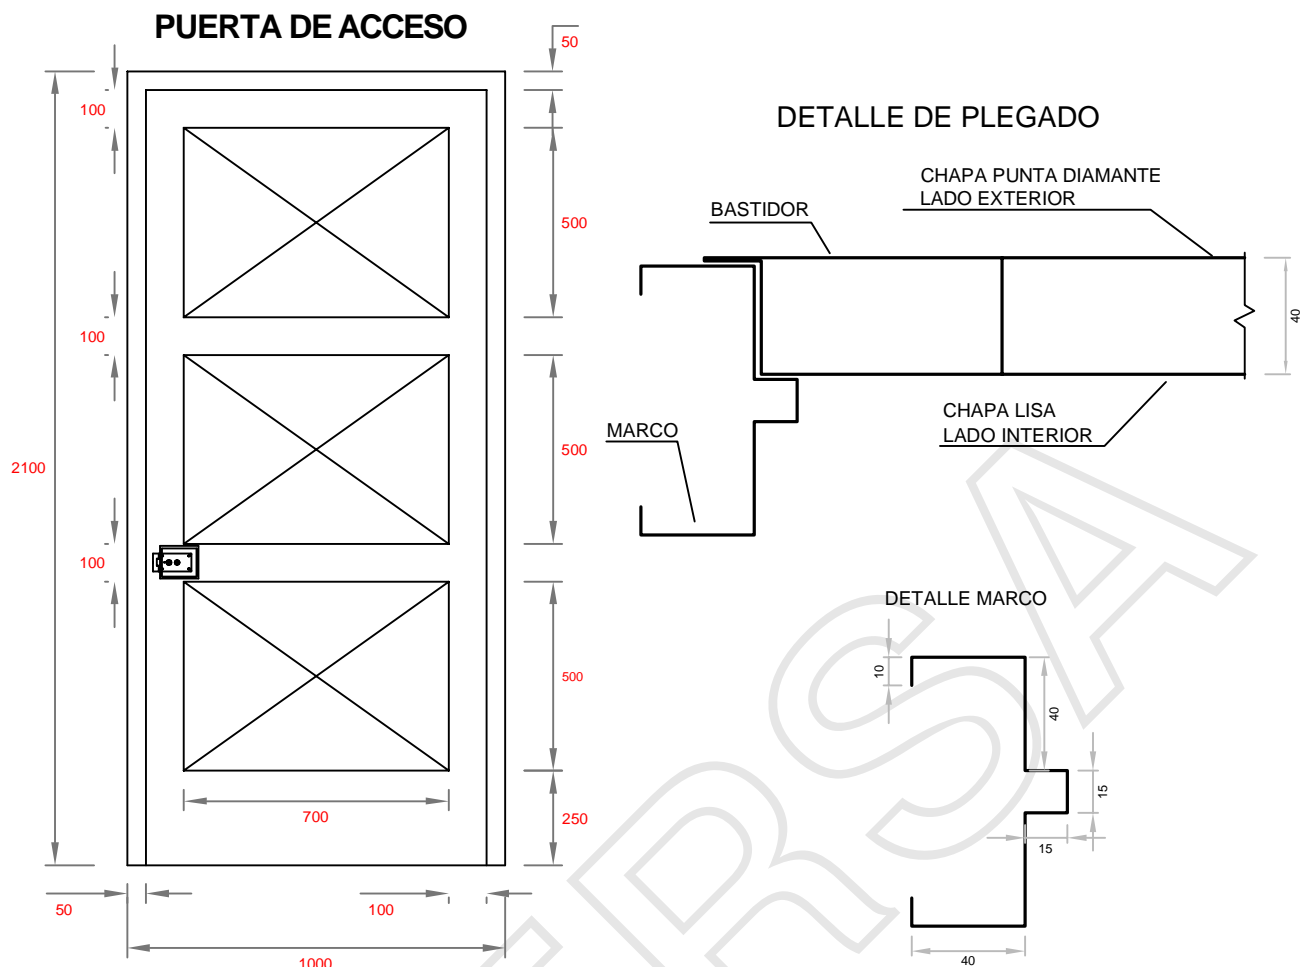 PUERTA DE ACCESO
50
100
500
100
500
2100
100
500
700
250
50
100
1000
DETALLE DE PLEGADO
CHAPA PUNTA DIAMANTE
LADO EXTERIOR
BASTIDOR
40
CHAPA LISA
LADO INTERIOR
MARCO
DETALLE MARCO
10
40
15
15
40
ERSA